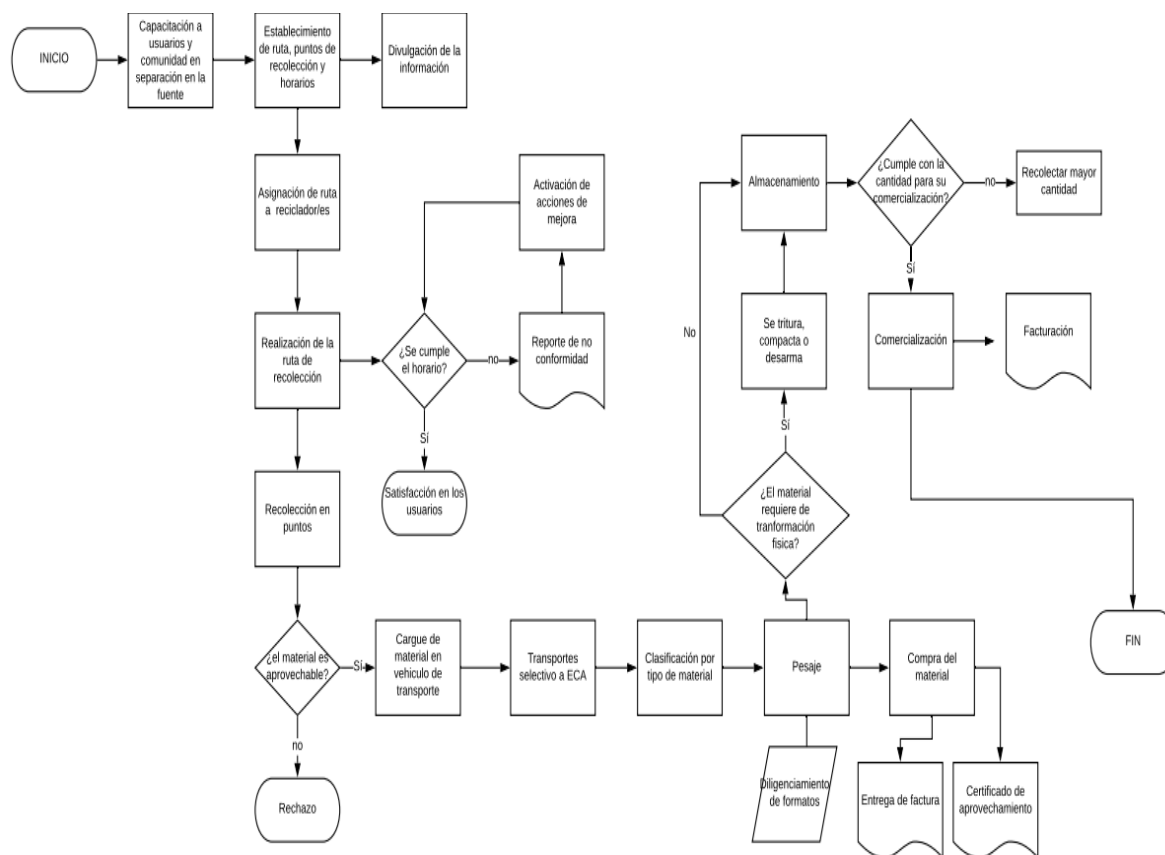 INICIO
Capacitación a
usuarios y
comunidad en
separación en la
fuente
Establecimiento
de ruta, puntos de
recolección y
horarios
Divulgación de la
información
Asignación de ruta
a reciclador/es
Activación de
acciones de
mejora
Realización de la
ruta de
recolección
¿Se cumple
el horario?
no
Reporte de no
conformidad
Sí
Satisfacción en los
usuarios
Recolección en
puntos
¿el material es
aprovechable?
Sí
no
Rechazo
Cargue de
material en
vehiculo de
transporte
Transportes
selectivo a ECA
Clasificación por
tipo de material
Pesaje
Diligenciamiento
de formatos
Compra del
material
Entrega de factura
Certificado de
aprovechamiento
¿El material
requiere de
tranformación
fisica?
No
Sí
Se tritura,
compacta o
desarma
Almacenamiento
¿Cumple con la
cantidad para su
comercialización?
no
Recolectar mayor
cantidad
Sí
Comercialización
Facturación
FIN